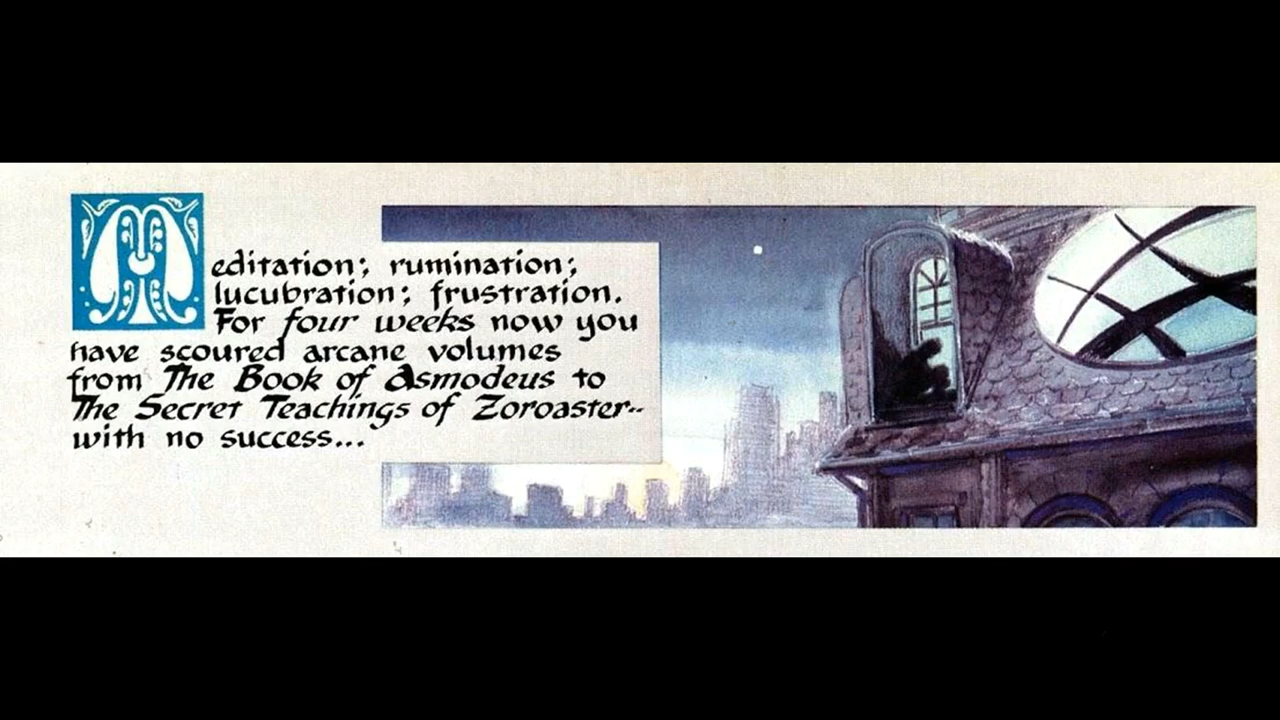 Meditation; rumination;
lucubration; frustration.
For four weeks now you
have scoured arcane volumes
from The Book of Asmodeus to
The Secret Teachings of Zoroaster--
with no success...